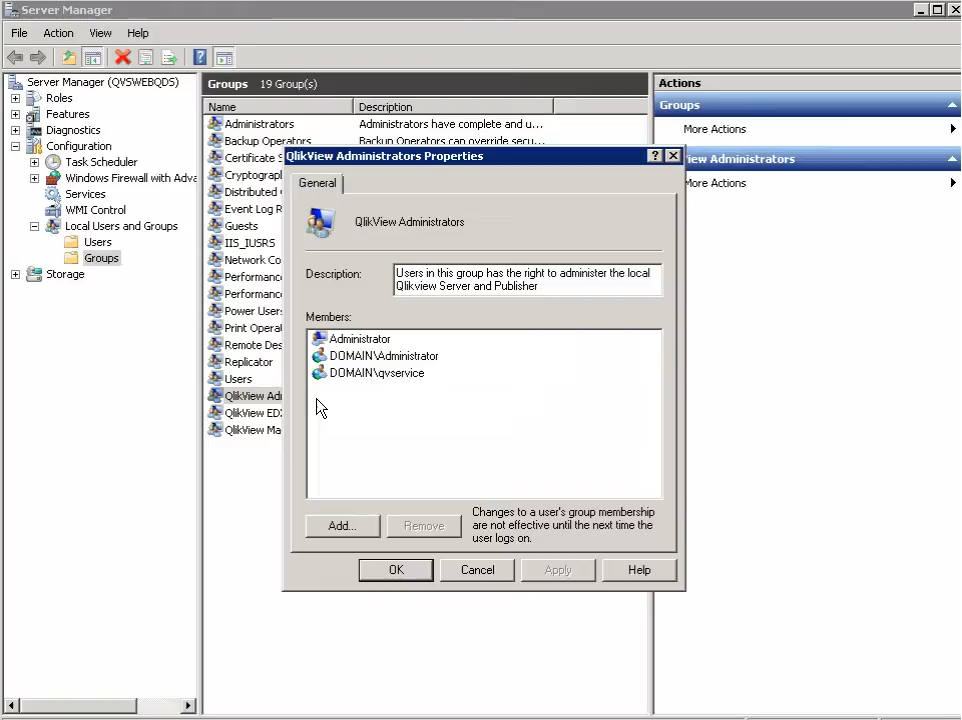 Server Manager
File Action View Help
Server Manager (QVSWEBQDS)
Roles
Features
Diagnostics
Configuration
Task Scheduler
Windows Firewall with Adva
Services
WMI Control
Local Users and Groups
Users
Groups
Storage
Groups 19 Group(s)
Name Description
Administrators Administrators have complete and u...
Backup Operators Backup Operators can override secu...
Certificate S
Cryptograp
Distributed
Event Log R
Guests
IIS_IUSRS
Network Co
Performanc
Performanc
Power User
Print Opera
Remote Des
Replicator
Users
QlikView Ad
QlikView ED
QlikView Ma
QlikView Administrators Properties
General
QlikView Administrators
Description:
Users in this group has the right to administer the local
Qlikview Server and Publisher
Members:
Administrator
DOMAIN\Administrator
DOMAIN\qvservice
Add... Remove
Changes to a user's group membership
are not effective until the next time the
user logs on.
OK Cancel Apply Help
Actions
Groups
More Actions
iew Administrators
More Actions